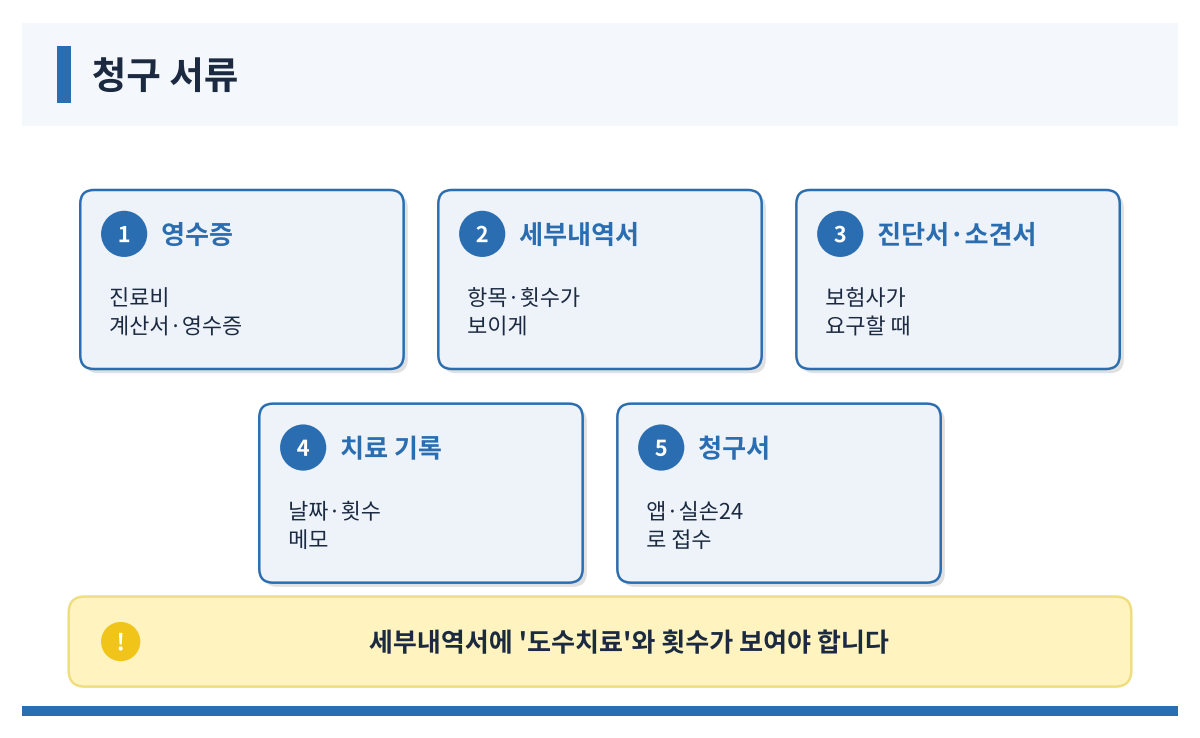 청구 서류
1 영수증
진료비
계산서·영수증
2 세부내역서
항목·횟수가
보이게
3 진단서·소견서
보험사가
요구할 때
4 치료 기록
날짜·횟수
메모
5 청구서
앱·실손24
로 접수
! 세부내역서에 '도수치료'와 횟수가 보여야 합니다